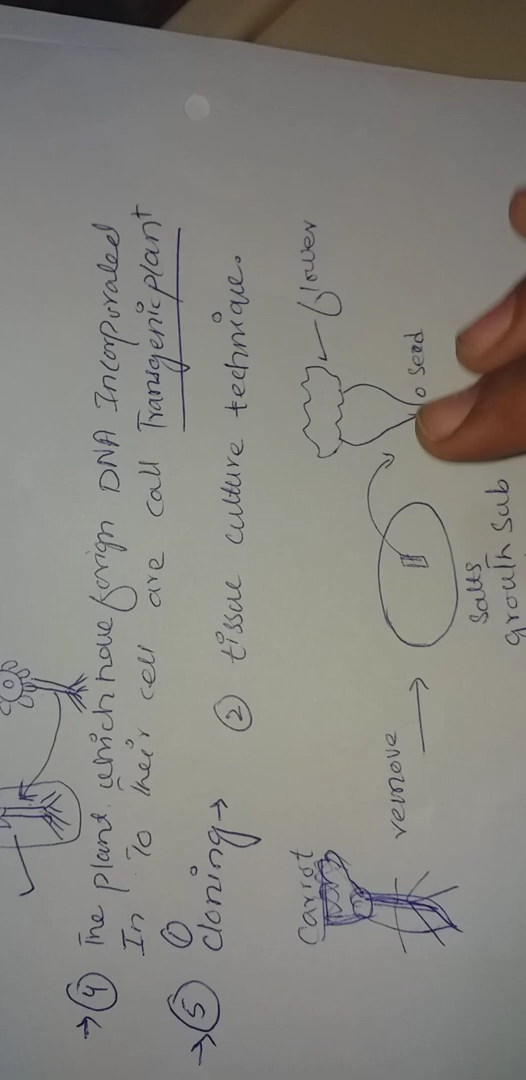 → ④ The plant which have forign DNA Incorporated
In To their cell are call Transgenic plant
→ ⑤ ① Cloning → ② tissue culture technique.
Carrot
remove →
flower
seed
Salts
growth sub